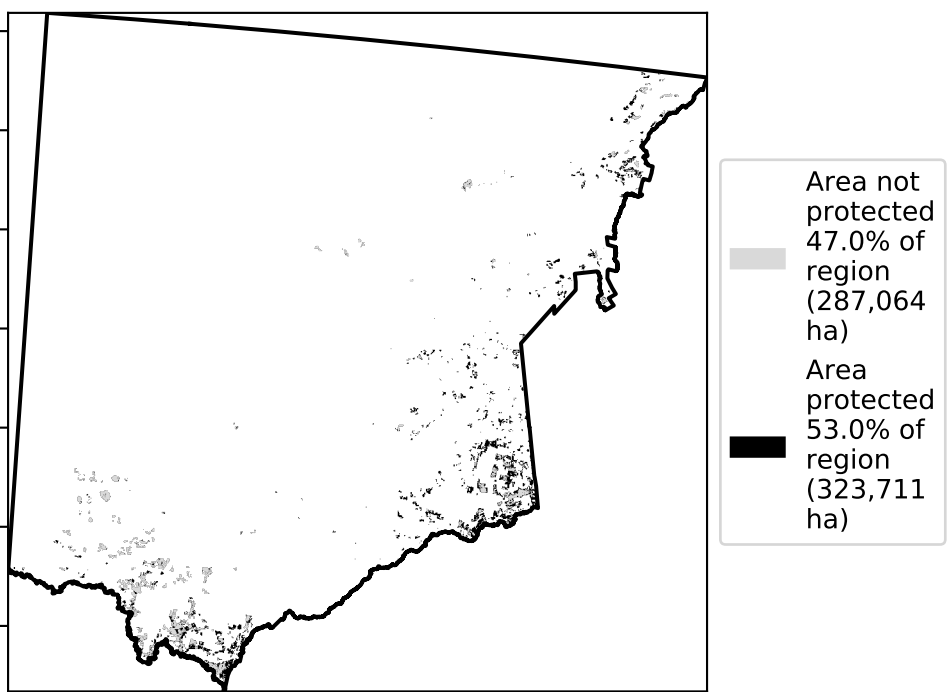 Area not
protected
47.0% of
region
(287,064
ha)
Area
protected
53.0% of
region
(323,711
ha)